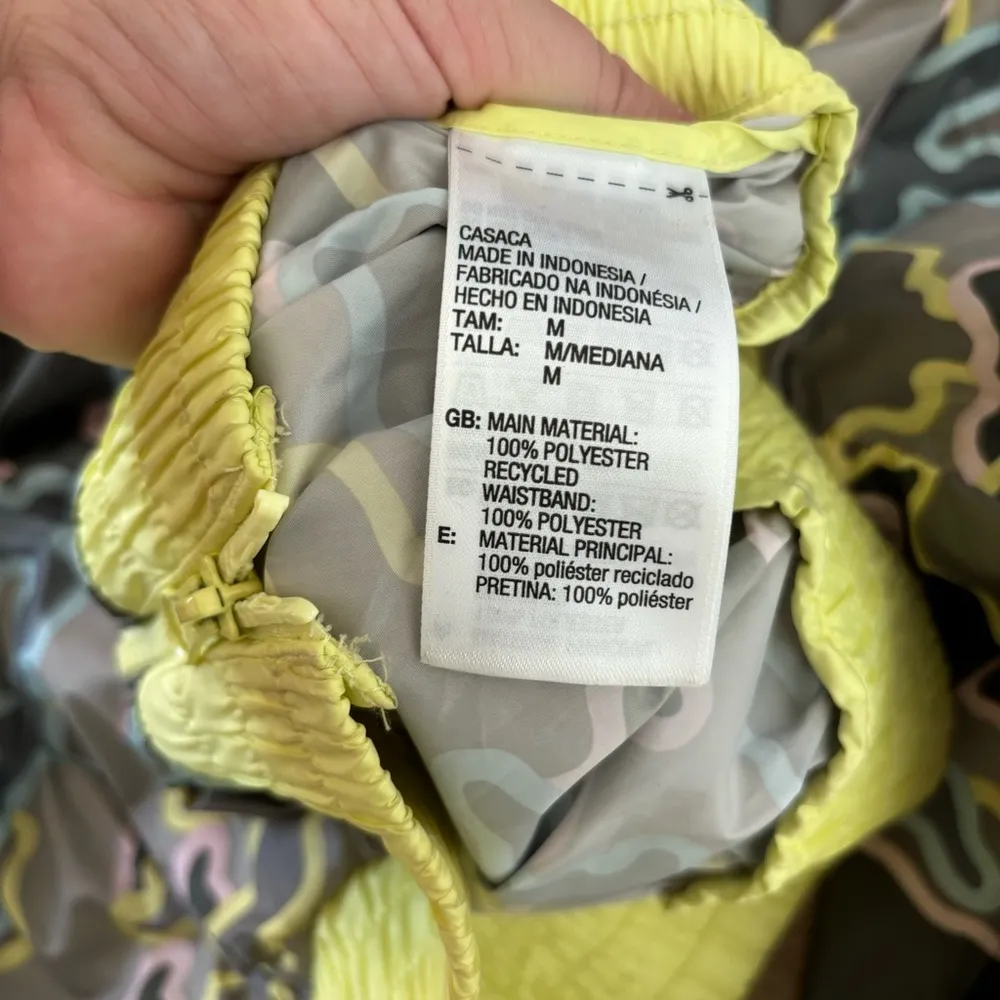 CASACA
MADE IN INDONESIA /
FABRICADO NA INDONÉSIA /
HECHO EN INDONESIA
TAM: M
TALLA: M/MEDIANA
M
GB: MAIN MATERIAL:
100% POLYESTER
RECYCLED
WAISTBAND:
100% POLYESTER
E: MATERIAL PRINCIPAL:
100% poliéster reciclado
PRETINA: 100% poliéster